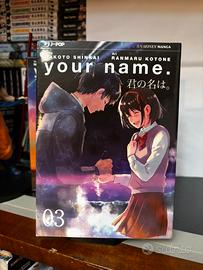 J-POP
MAKOTO SHINKAI
RANMARU KOTONE
your name.
君の名は。
03